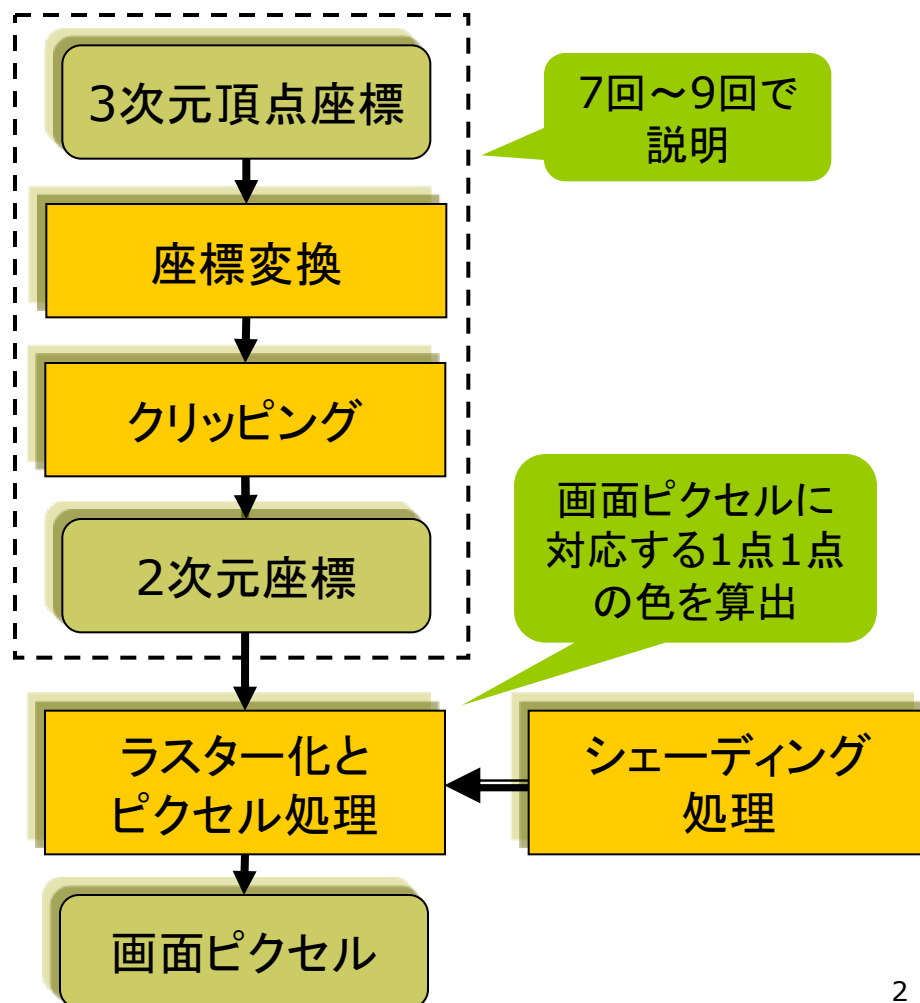 3次元頂点座標
7回～9回で
説明
座標変換
クリッピング
2次元座標
画面ピクセルに
対応する1点1点
の色を算出
ラスター化と
ピクセル処理
シェーディング
処理
画面ピクセル
2